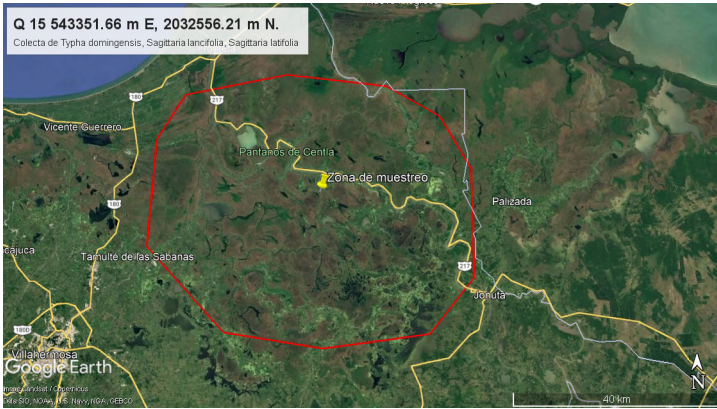 Q 15 543351.66 m E, 2032556.21 m N.
Colecta de Typha domingensis, Sagittaria lancifolia, Sagittaria latifolia
180
217
Vicente Guerrero
Pantanos de Centla
Zona de muestreo
180
Palizada
cajuca
Tamulté de las Sabanas
217
Jonuta
180D
Villahermosa
Google Earth
Image Landsat / Copernicus
Data SIO, NOAA, U.S. Navy, NGA, GEBCO
N
40 km